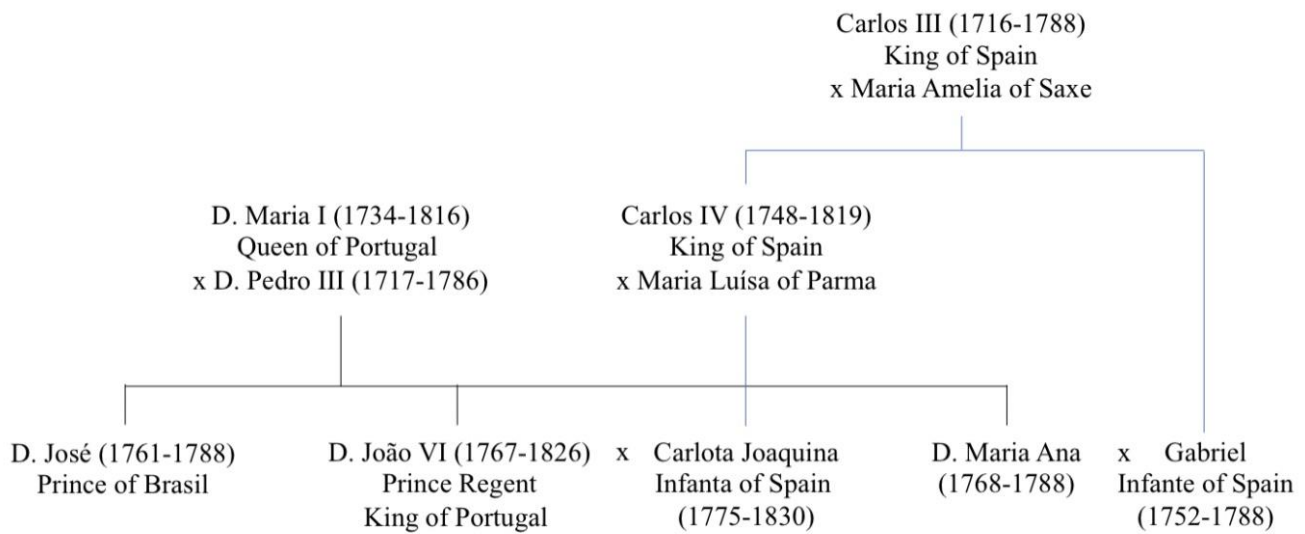 Carlos III (1716-1788)
King of Spain
x Maria Amelia of Saxe
D. Maria I (1734-1816)
Queen of Portugal
x D. Pedro III (1717-1786)
Carlos IV (1748-1819)
King of Spain
x Maria Luísa of Parma
D. José (1761-1788)
Prince of Brasil
D. João VI (1767-1826)
Prince Regent
King of Portugal
x
Carlota Joaquina
Infanta of Spain
(1775-1830)
D. Maria Ana
(1768-1788)
x
Gabriel
Infante of Spain
(1752-1788)